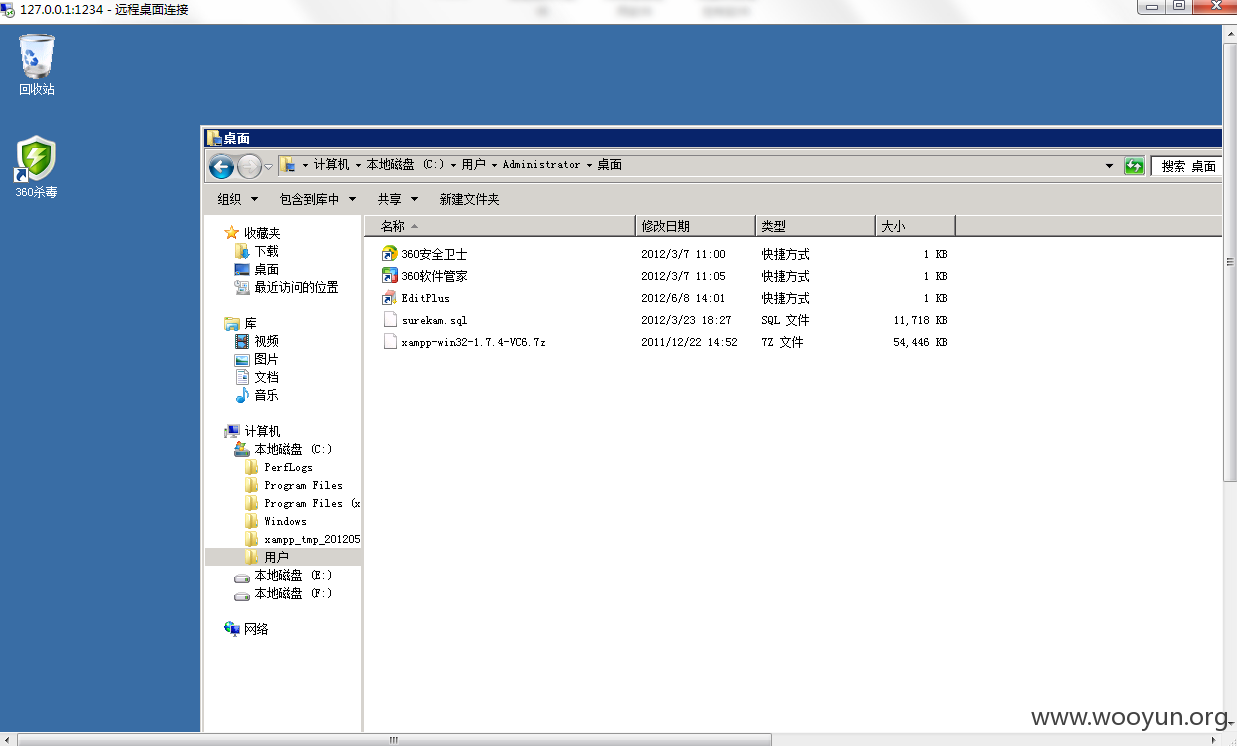 127.0.0.1:1234 - 远程桌面连接
回收站
360杀毒
桌面
计算机 本地磁盘 (C:) 用户 Administrator 桌面
搜索 桌面
组织 包含到库中 共享 新建文件夹
收藏夹
下载
桌面
最近访问的位置
库
视频
图片
文档
音乐
计算机
本地磁盘 (C:)
PerfLogs
Program Files
Program Files (x
Windows
xampp_tmp_201205
用户
本地磁盘 (E:)
本地磁盘 (F:)
网络
名称 修改日期 类型 大小
360安全卫士 2012/3/7 11:00 快捷方式 1 KB
360软件管家 2012/3/7 11:05 快捷方式 1 KB
EditPlus 2012/6/8 14:01 快捷方式 1 KB
surekam.sql 2012/3/23 18:27 SQL 文件 11,718 KB
xampp-win32-1.7.4-VC6.7z 2011/12/22 14:52 7Z 文件 54,446 KB
www.wooyun.org